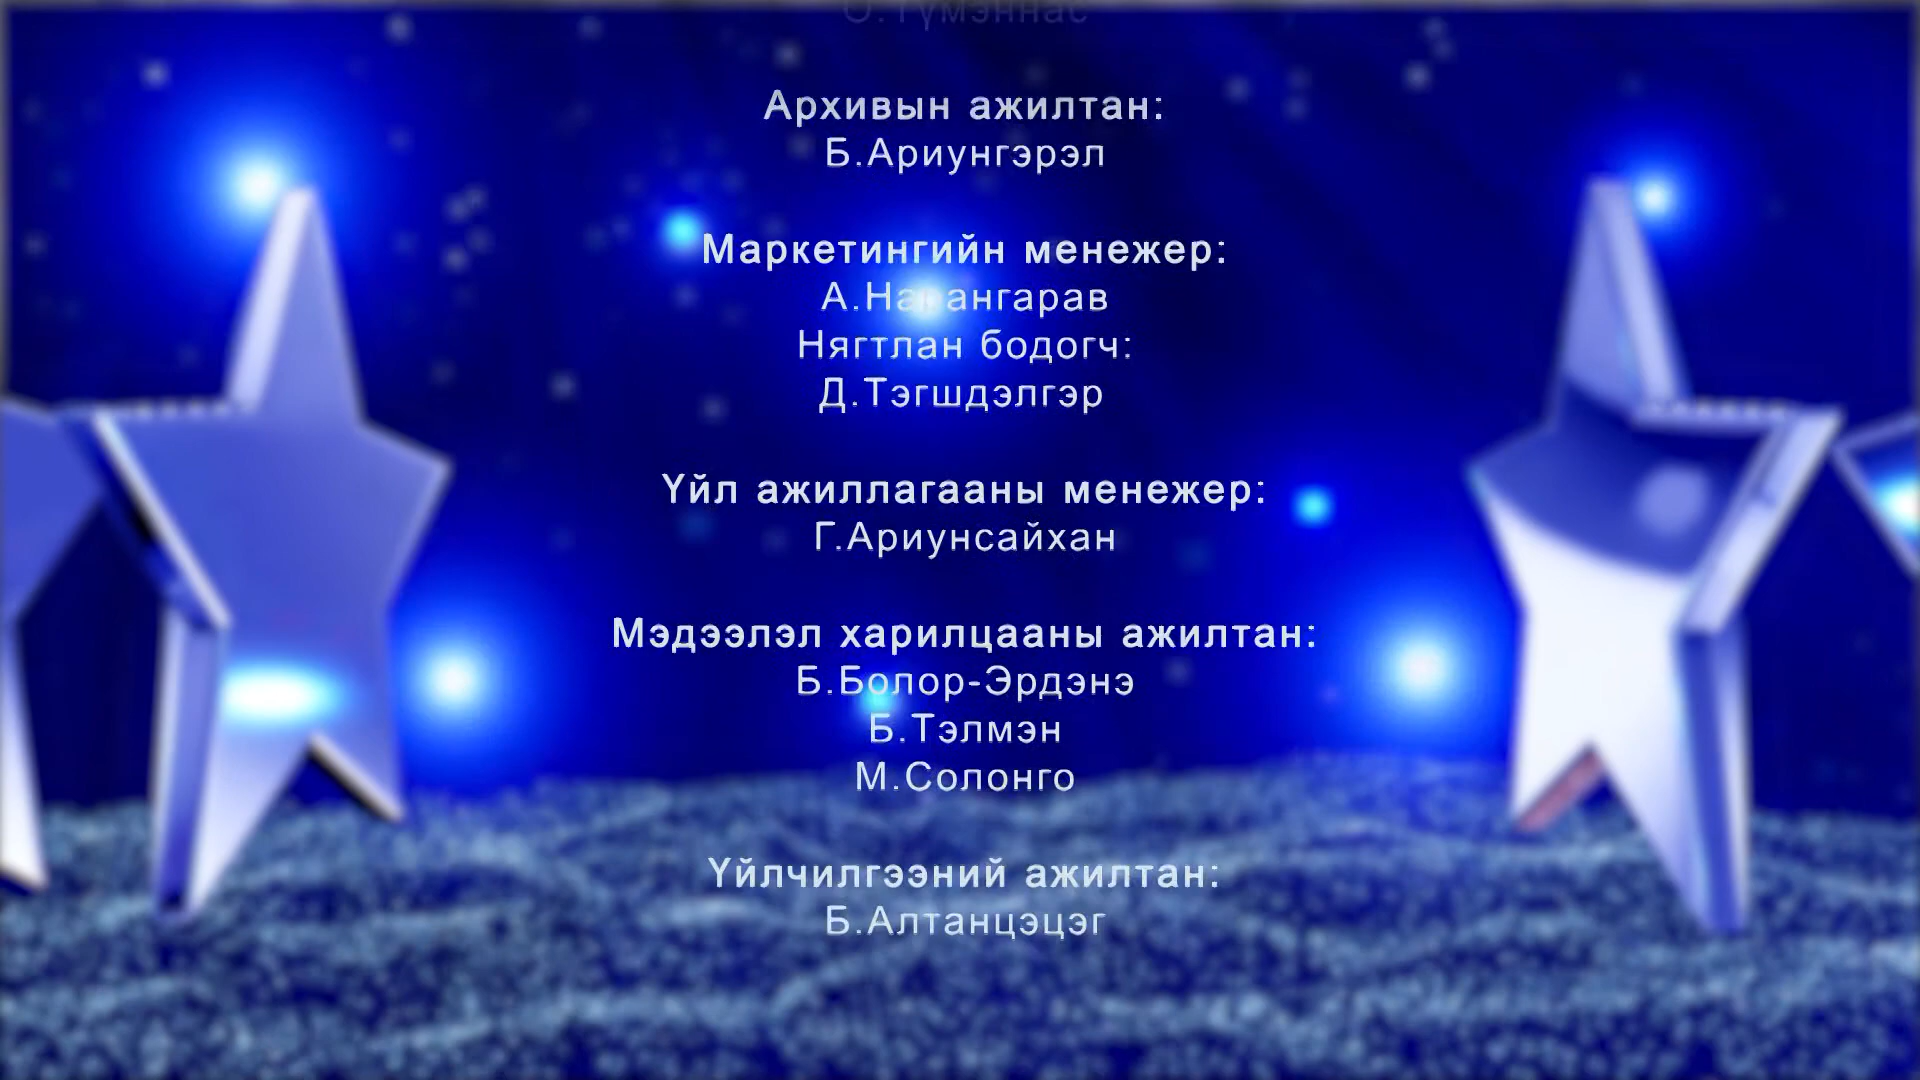 Архивын ажилтан:
Б.Ариунгэрэл
Маркетингийн менежер:
А.Нарангарав
Нягтлан бодогч:
Д.Тэгшдэлгэр
Үйл ажиллагааны менежер:
Г.Ариунсайхан
Мэдээлэл харилцааны ажилтан:
Б.Болор-Эрдэнэ
Б.Тэлмэн
М.Солонго
Үйлчилгээний ажилтан:
Б.Алтанцэцэг